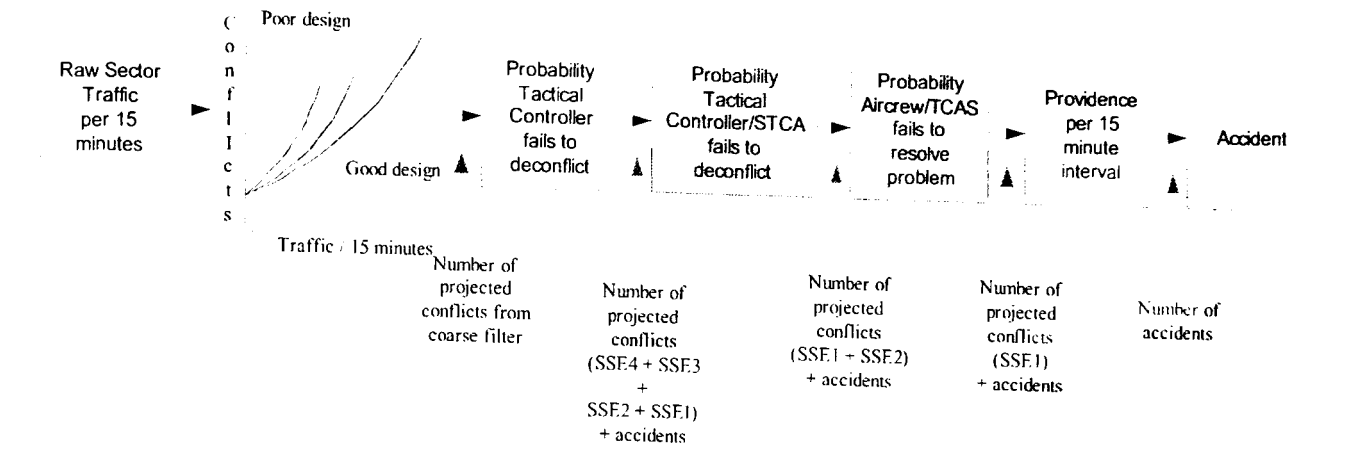 Raw Sector
Traffic
per 15
minutes
C
o
n
f
l
I
c
t
s
Poor design
Good design
Traffic / 15 minutes
Probability
Tactical
Controller
fails to
deconflict
Probability
Tactical
Controller/STCA
fails to
deconflict
Probability
Aircrew/TCAS
fails to
resolve
problem
Providence
per 15
minute
interval
Accident
Number of
projected
conflicts from
coarse filter
Number of
projected
conflicts
(SSE4 + SSE3
+
SSE2 + SSE1)
+ accidents
Number of
projected
conflicts
(SSE1 + SSE2)
+ accidents
Number of
projected
conflicts
(SSE1)
+ accidents
Number of
accidents